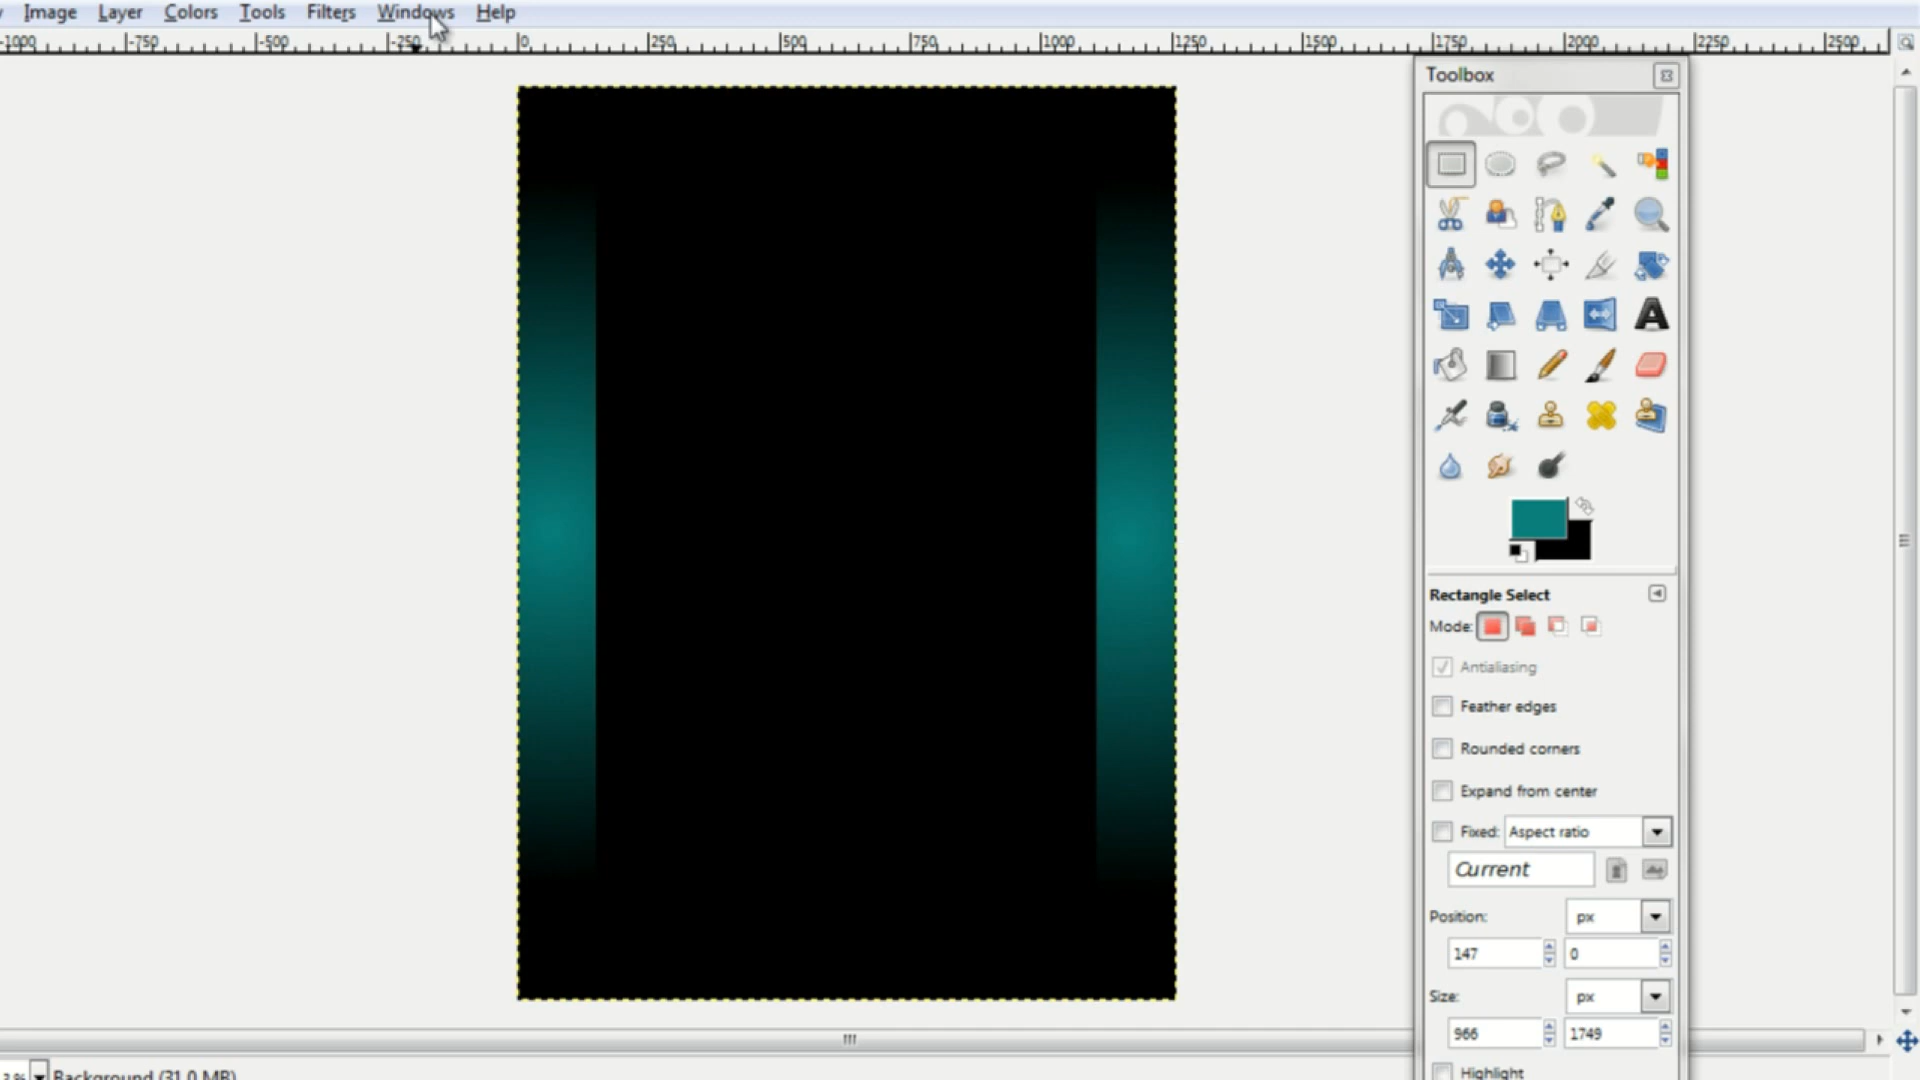 Image Layer Colors Tools Filters Windows Help
-1000 -750 -500 -250 0 250 500 750 1000 1250 1500 1750 2000 2250 2500
Toolbox
Rectangle Select
Mode:
Antialiasing
Feather edges
Rounded corners
Expand from center
Fixed: Aspect ratio
Current
Position: px
147 0
Size: px
966 1749
Highlight
Background (31.0 MB)